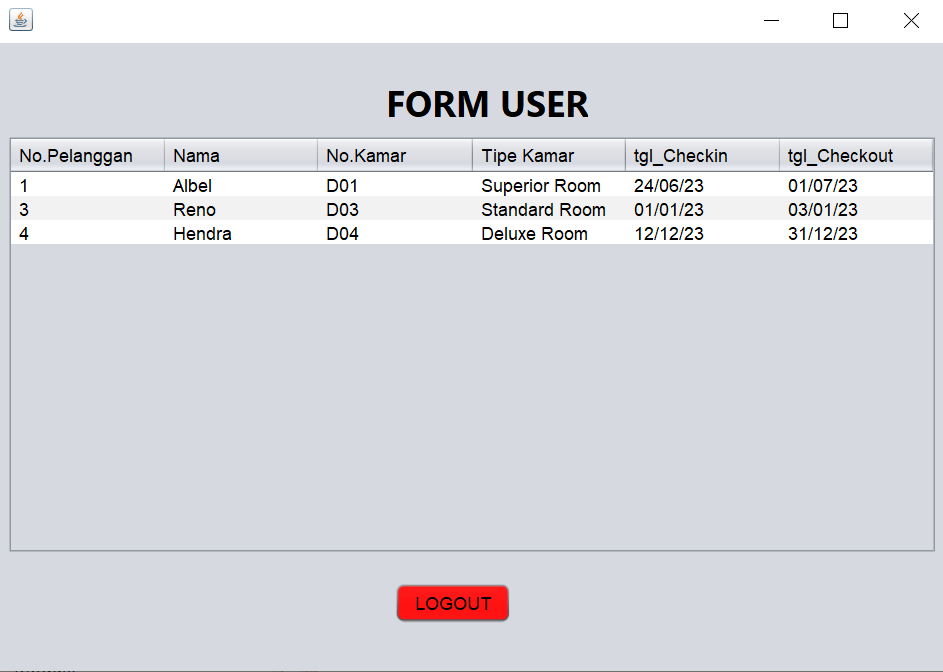 FORM USER
No.Pelanggan Nama No.Kamar Tipe Kamar tgl_Checkin tgl_Checkout
1 Albel D01 Superior Room 24/06/23 01/07/23
3 Reno D03 Standard Room 01/01/23 03/01/23
4 Hendra D04 Deluxe Room 12/12/23 31/12/23
LOGOUT